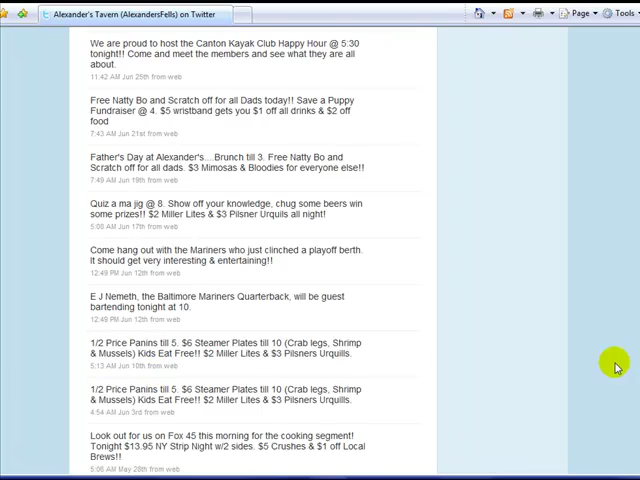 Alexander's Tavern (AlexandersFells) on Twitter
Page
Tools
We are proud to host the Canton Kayak Club Happy Hour @ 5:30
tonight!! Come and meet the members and see what they are all
about.
11:42 AM Jun 25th from web
Free Natty Bo and Scratch off for all Dads today!! Save a Puppy
Fundraiser @ 4. $5 wristband gets you $1 off all drinks & $2 off
food
7:43 AM Jun 21st from web
Father's Day at Alexander's....Brunch till 3. Free Natty Bo and
Scratch off for all dads. $3 Mimosas & Bloodies for everyone else!!
7:49 AM Jun 19th from web
Quiz a ma jig @ 8. Show off your knowledge, chug some beers win
some prizes!! $2 Miller Lites & $3 Pilsner Urquils all night!
5:08 AM Jun 17th from web
Come hang out with the Mariners who just clinched a playoff berth.
It should get very interesting & entertaining!!
12:49 PM Jun 12th from web
E J Nemeth, the Baltimore Mariners Quarterback, will be guest
bartending tonight at 10.
12:49 PM Jun 12th from web
1/2 Price Panins till 5. $6 Steamer Plates till 10 (Crab legs, Shrimp
& Mussels) Kids Eat Free!! $2 Miller Lites & $3 Pilsners Urquills.
5:13 AM Jun 10th from web
1/2 Price Panins till 5. $6 Steamer Plates till 10 (Crab legs, Shrimp
& Mussels) Kids Eat Free!! $2 Miller Lites & $3 Pilsners Urquills.
4:54 AM Jun 3rd from web
Look out for us on Fox 45 this morning for the cooking segment!
Tonight $13.95 NY Strip Night w/2 sides. $5 Crushes & $1 off Local
Brews!!
5:06 AM May 28th from web